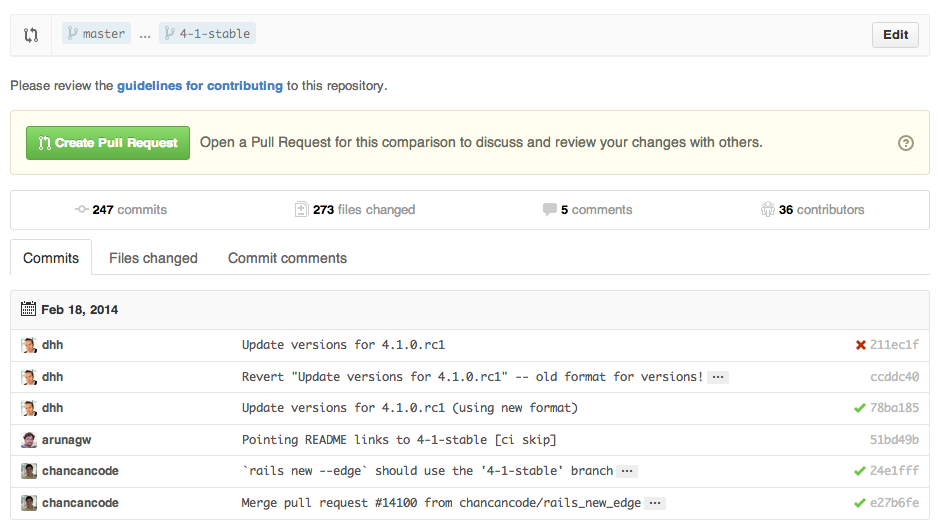 master ... 4-1-stable Edit
Please review the guidelines for contributing to this repository.
Create Pull Request Open a Pull Request for this comparison to discuss and review your changes with others. ?
247 commits 273 files changed 5 comments 36 contributors
Commits Files changed Commit comments
Feb 18, 2014
dhh Update versions for 4.1.0.rc1 211ec1f
dhh Revert "Update versions for 4.1.0.rc1" -- old format for versions! ... ccddc40
dhh Update versions for 4.1.0.rc1 (using new format) 78ba185
arunagw Pointing README links to 4-1-stable [ci skip] 51bd49b
chancancode `rails new --edge` should use the '4-1-stable' branch ... 24e1fff
chancancode Merge pull request #14100 from chancancode/rails_new_edge ... e27b6fe